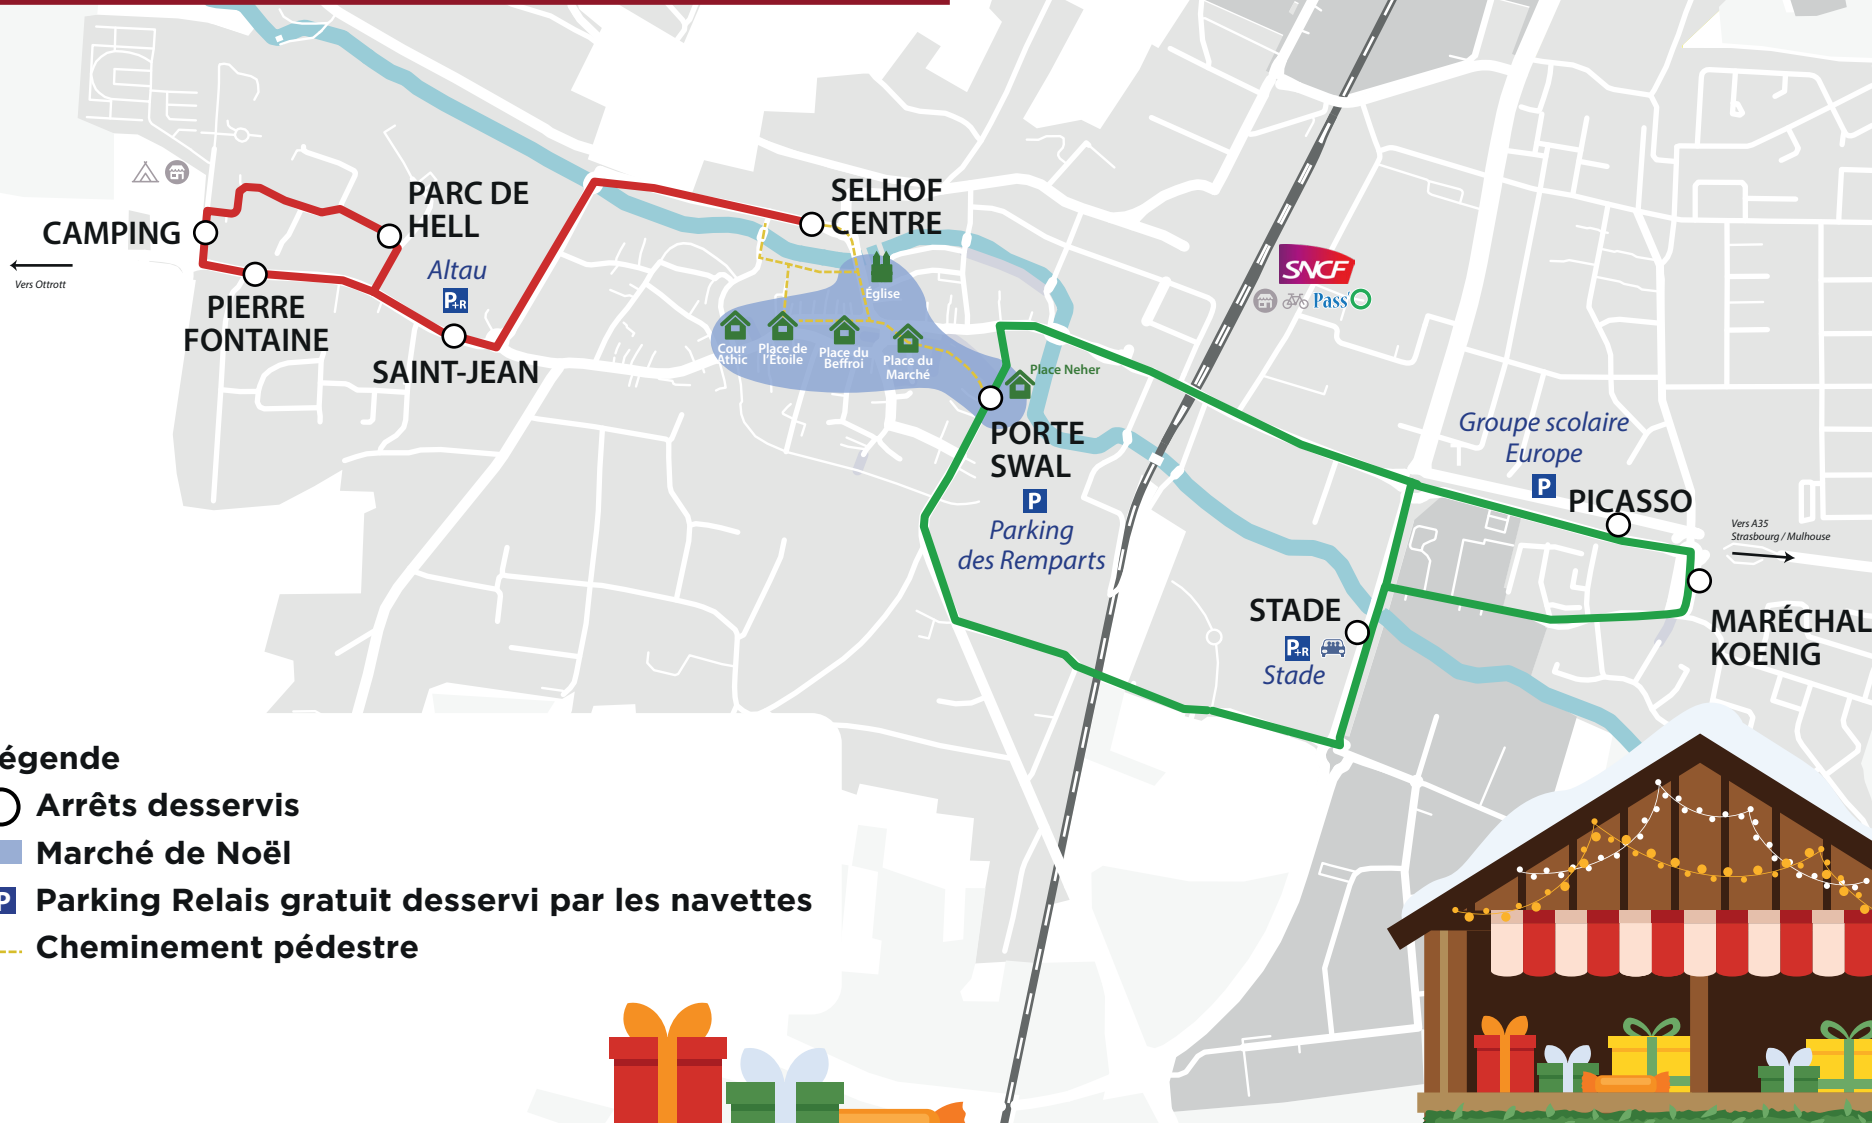 PARC DE
HELL
SELHOF
CENTRE
CAMPING
Vers Ottrott
Altau
P+R
PIERRE
FONTAINE
SAINT-JEAN
Église
Cour
Athic
Place de
l'Étoile
Place du
Beffroi
Place du
Marché
Place Neher
SNCF
Pass'O
PORTE
SWAL
P
Parking
des Remparts
Groupe scolaire
Europe
P
PICASSO
Vers A35
Strasbourg / Mulhouse
STADE
P+R
Stade
MARÉCHAL
KOENIG
égende
Arrêts desservis
Marché de Noël
P Parking Relais gratuit desservi par les navettes
Cheminement pédestre